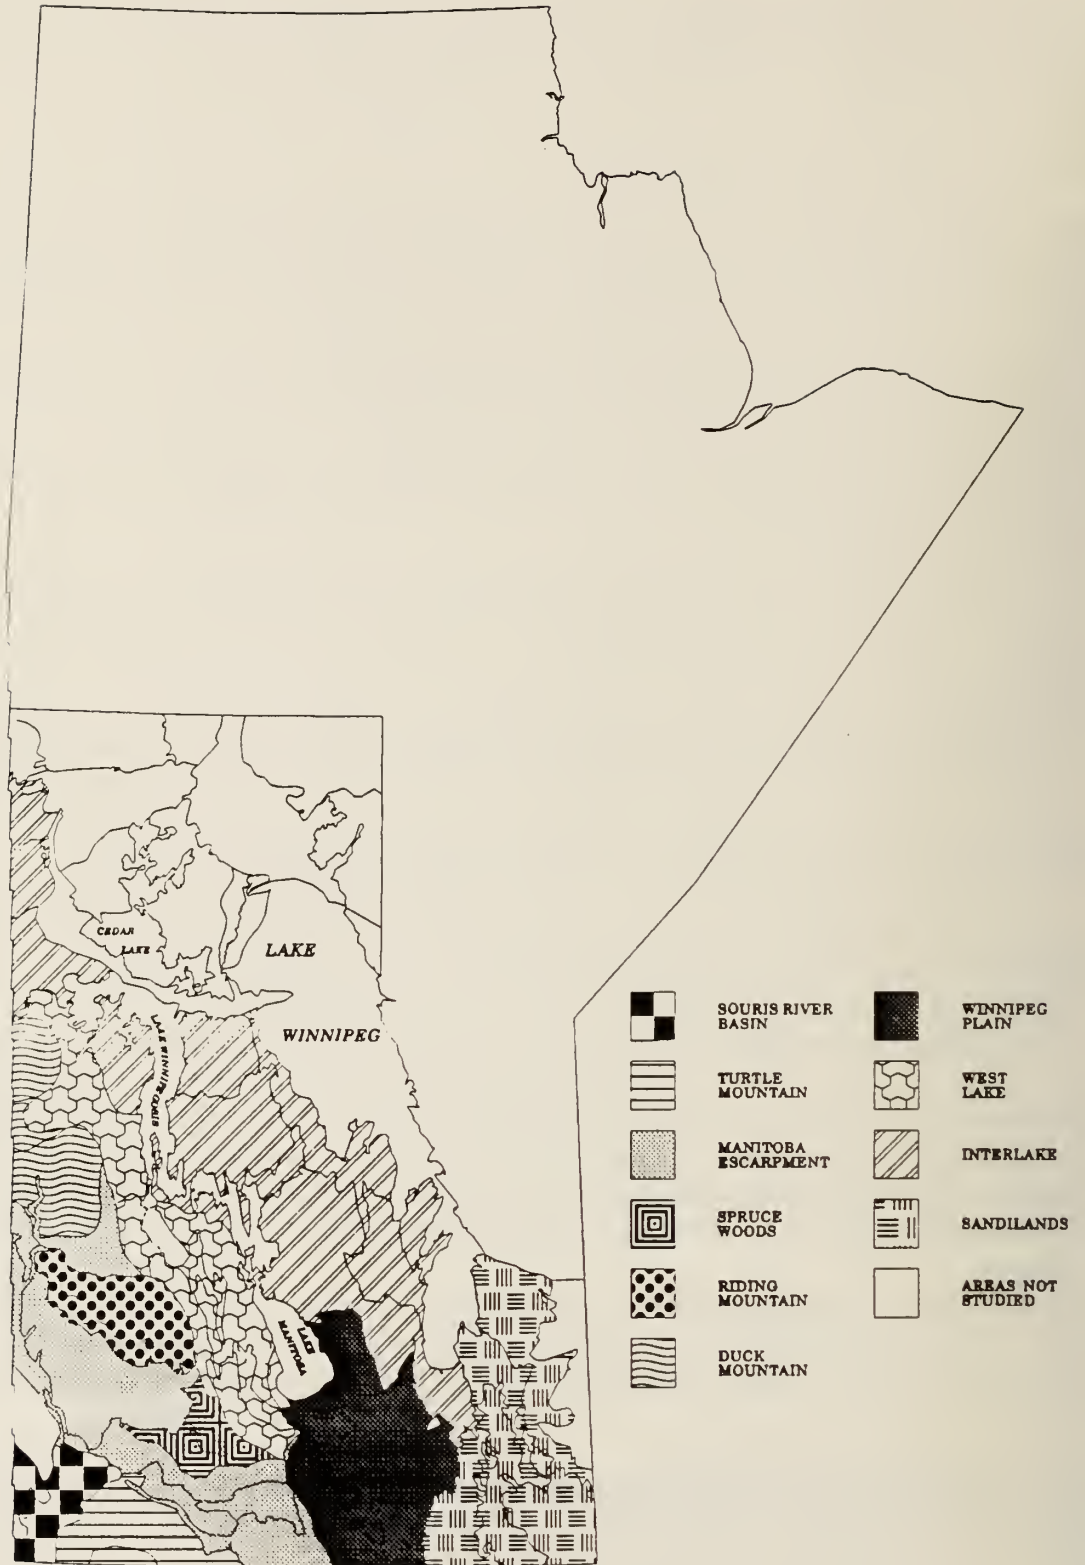 CEDAR
LAKE
LAKE
WINNIPEG
LAKE WINNIPEGOSIS
LAKE
MANITOBA
SOURIS RIVER
BASIN
TURTLE
MOUNTAIN
MANITOBA
ESCARPMENT
SPRUCE
WOODS
RIDING
MOUNTAIN
DUCK
MOUNTAIN
WINNIPEG
PLAIN
WEST
LAKE
INTERLAKE
SANDILANDS
AREAS NOT
STUDIED